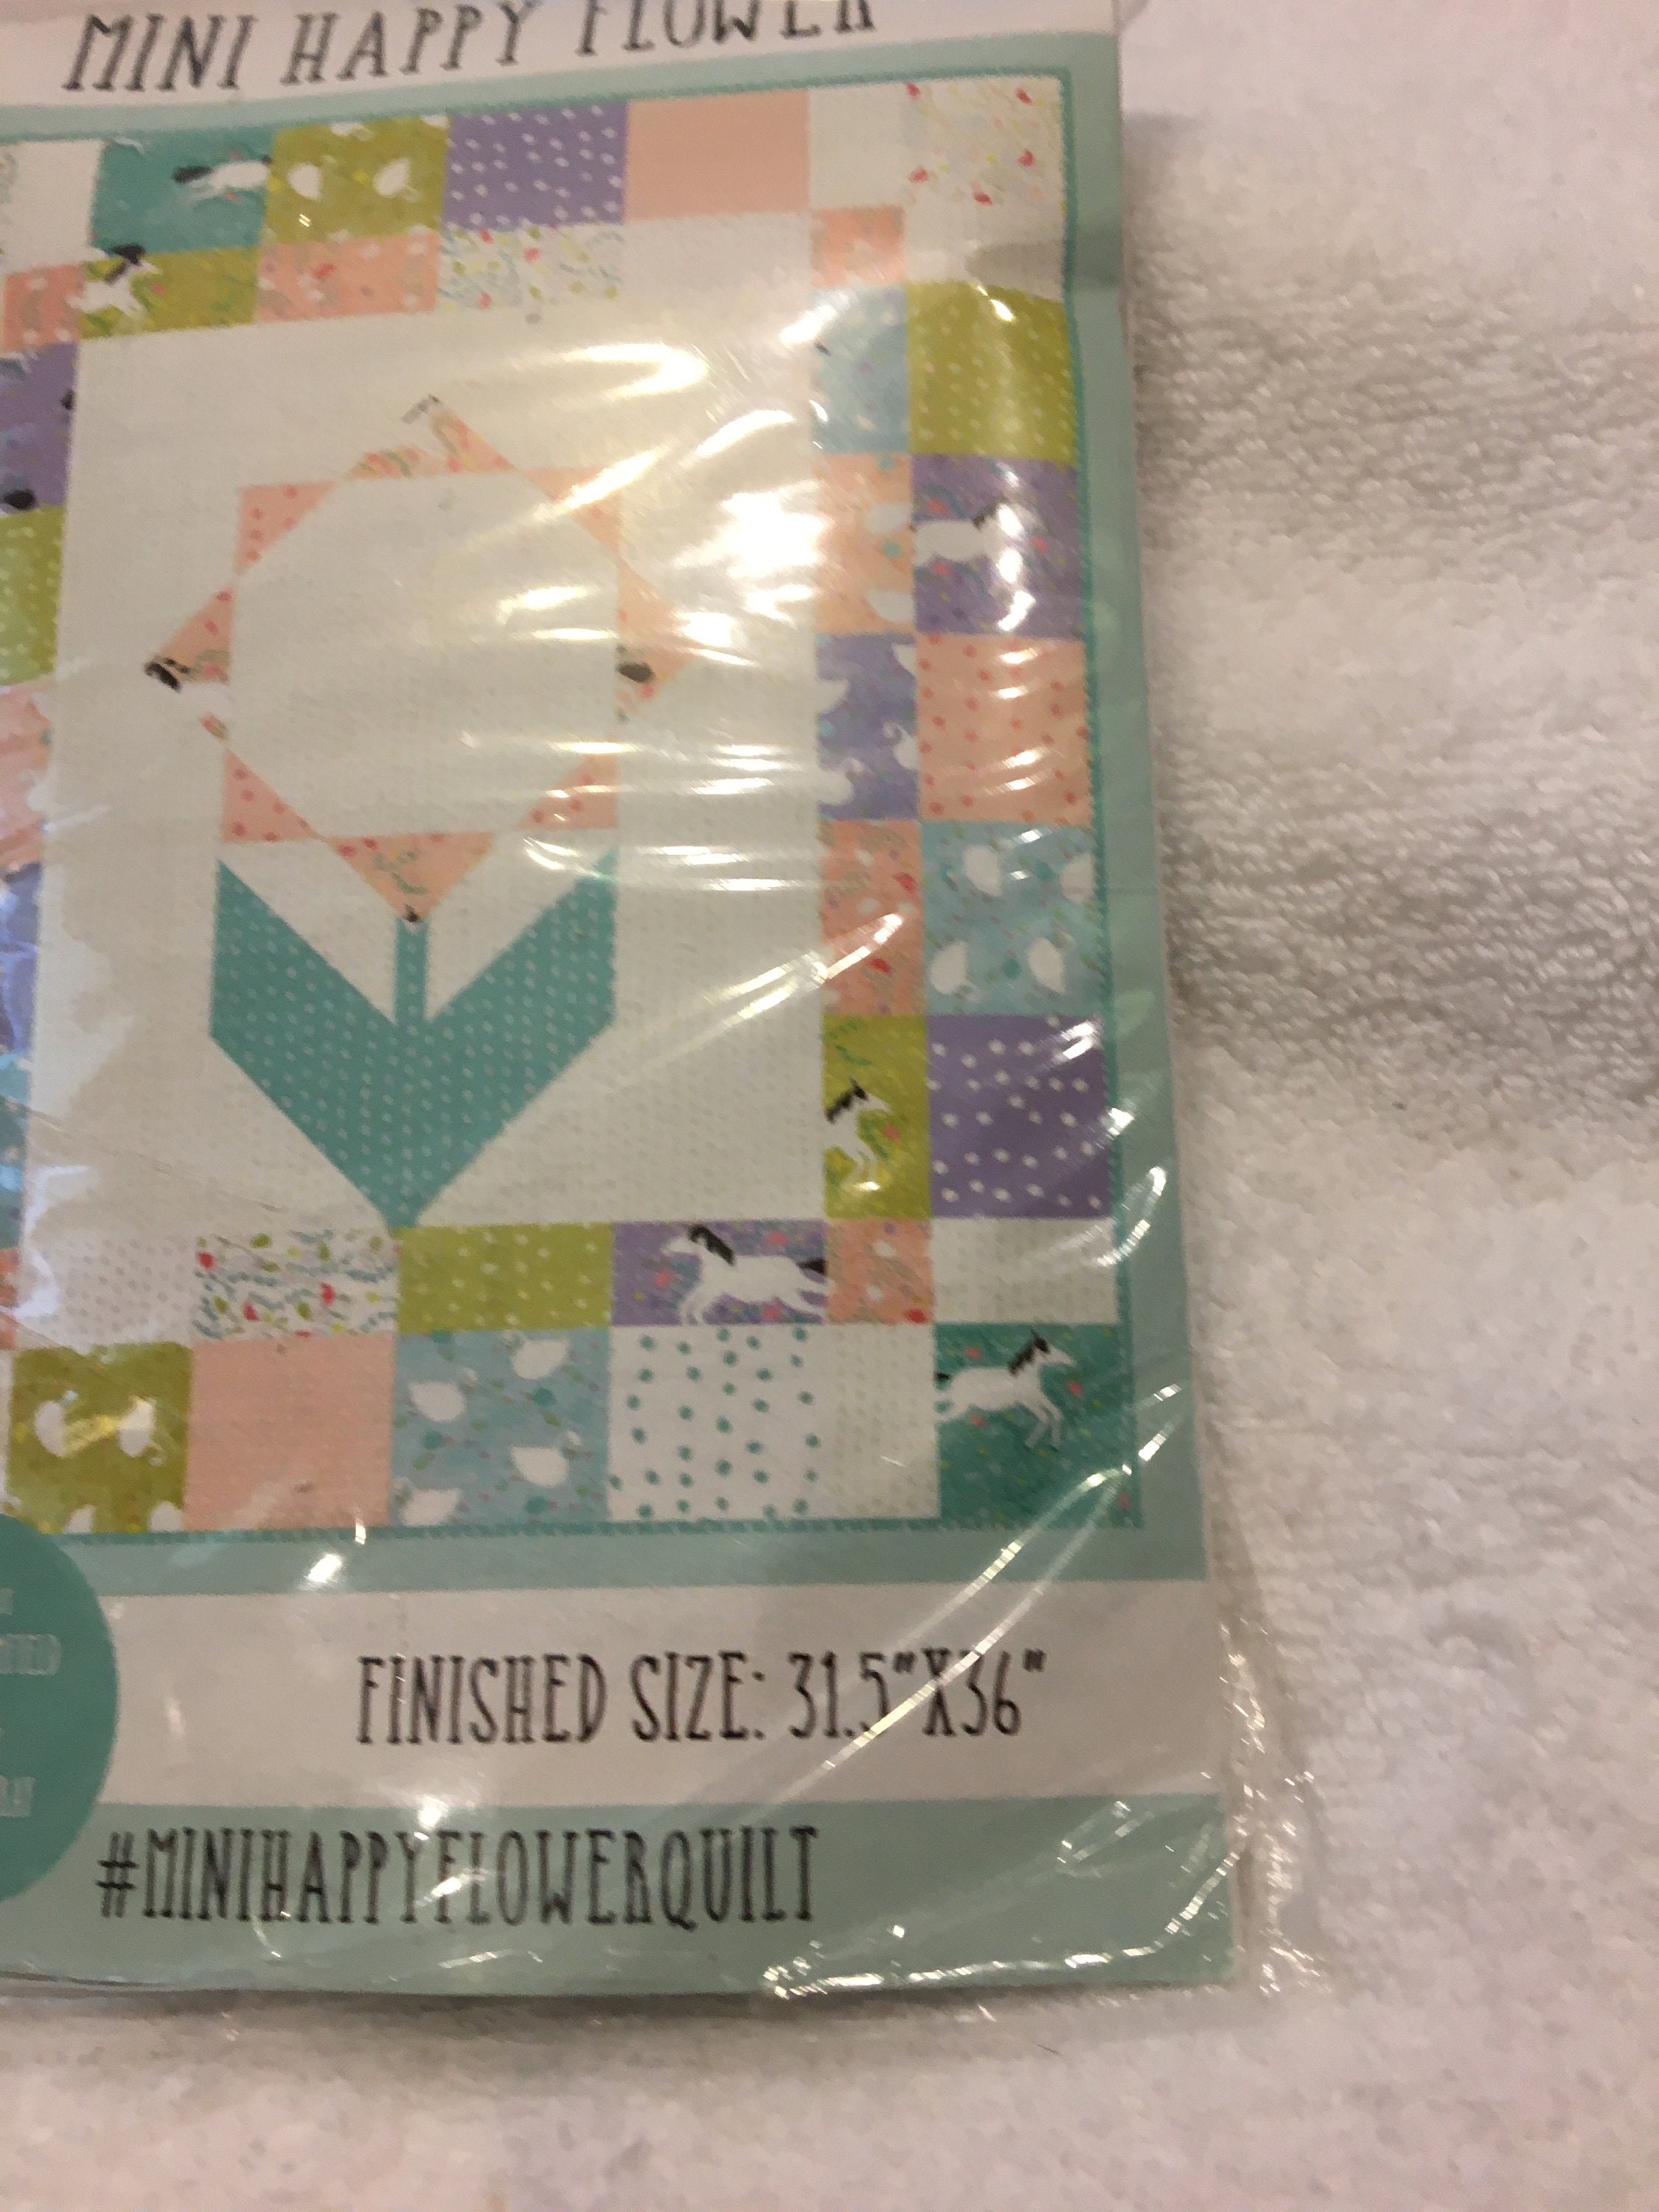 MINI HAPPY FLOWER
FINISHED SIZE: 31.5"X36"
#MINIHAPPYFLOWERQUILT